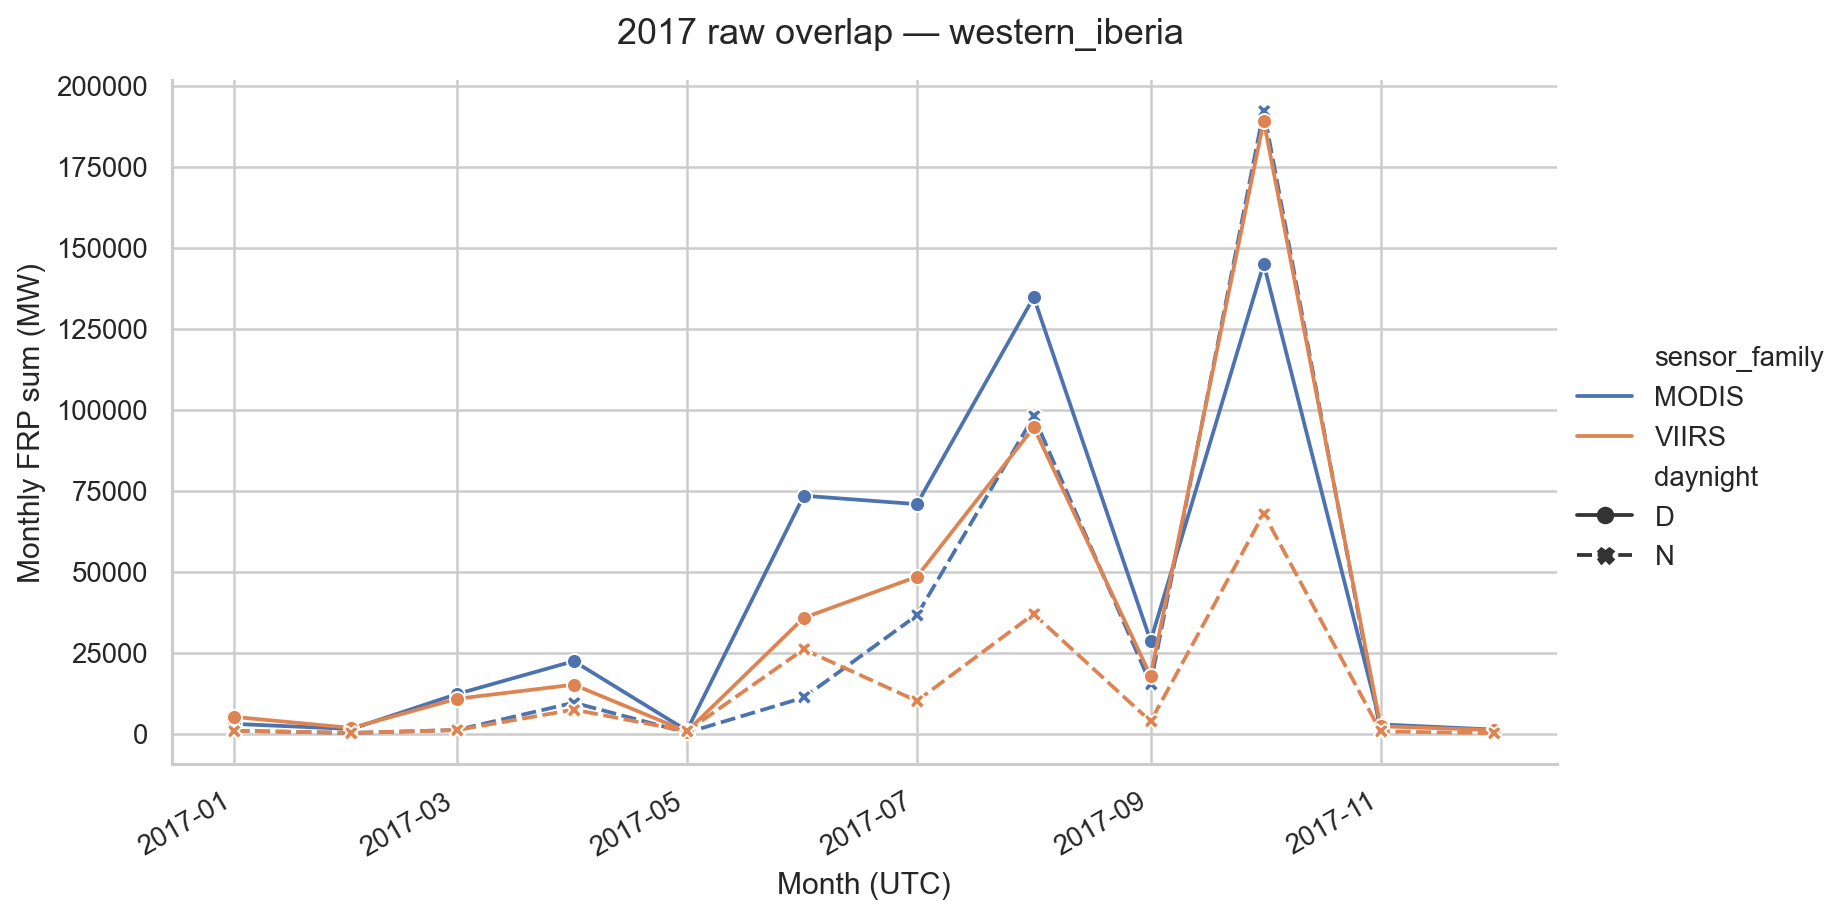 2017 raw overlap — western_iberia
Monthly FRP sum (MW)
200000
175000
150000
125000
100000
75000
50000
25000
0
2017-01
2017-03
2017-05
2017-07
2017-09
2017-11
Month (UTC)
sensor_family
MODIS
VIIRS
daynight
D
N